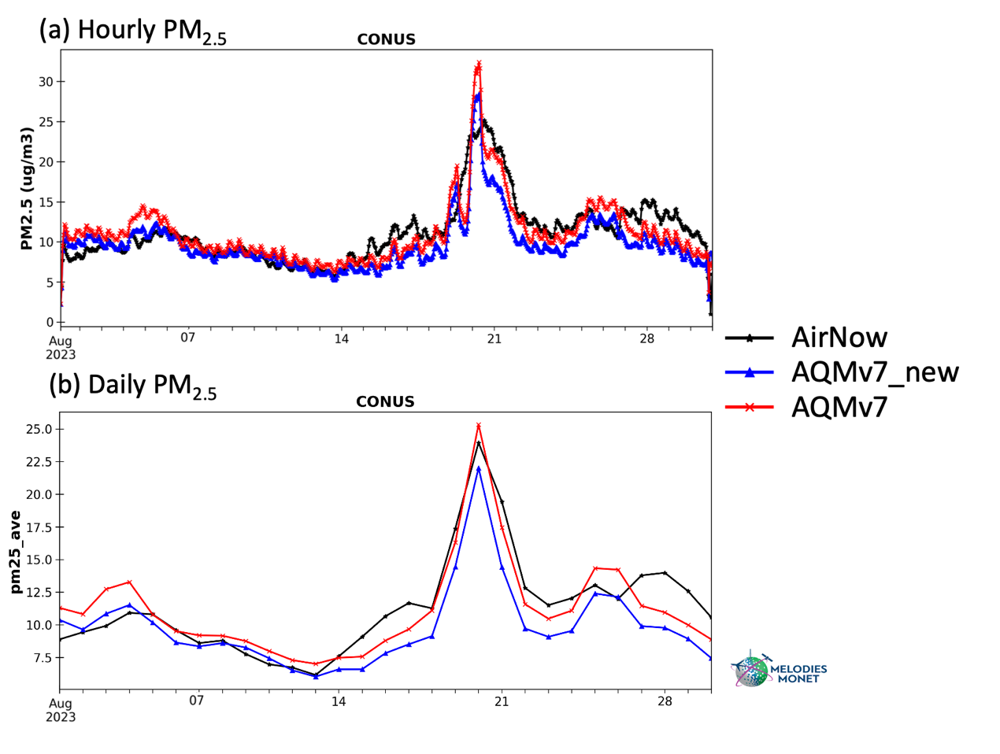 (a) Hourly PM2.5
CONUS
PM2.5 (ug/m3)
30
25
20
15
10
5
0
Aug
2023
07
14
21
28
AirNow
AQMv7_new
AQMv7
(b) Daily PM2.5
CONUS
pm25_ave
25.0
22.5
20.0
17.5
15.0
12.5
10.0
7.5
Aug
2023
07
14
21
28
MELODIES
MONET